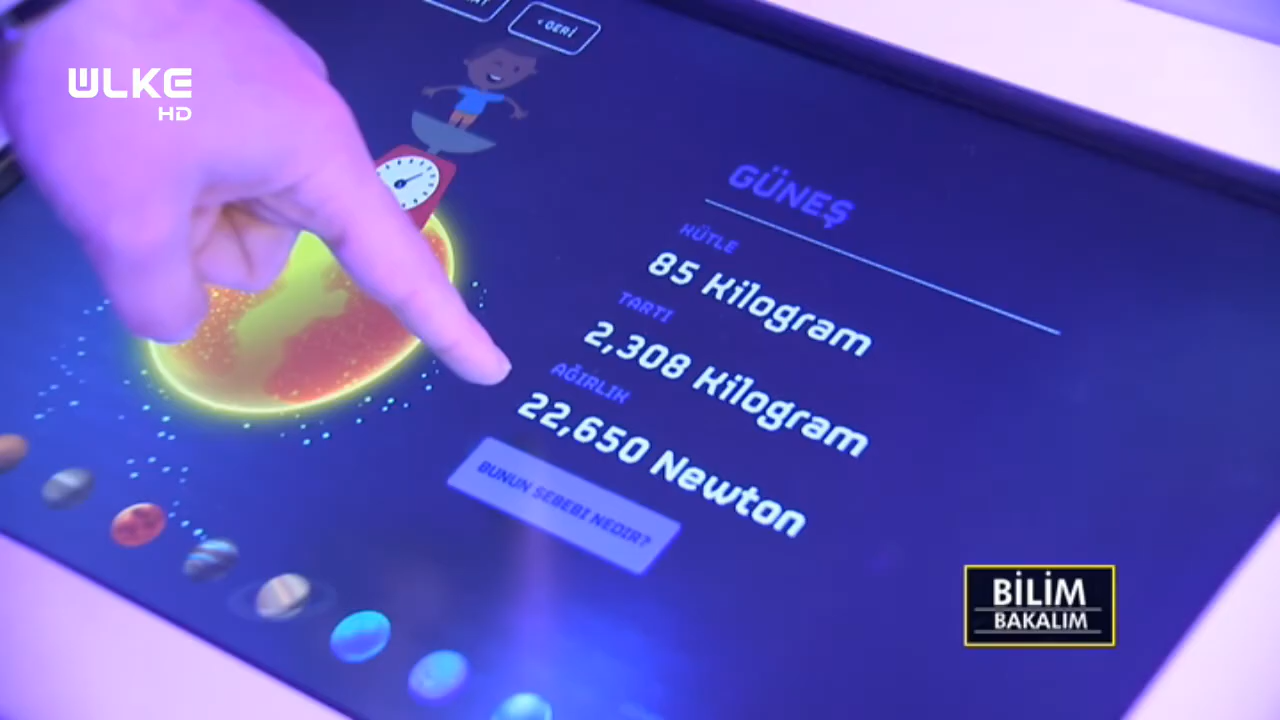 ULKE
HD
< GERİ
GÜNEŞ
KÜTLE
85 Kilogram
TARTI
2,308 Kilogram
AĞIRLIK
22,650 Newton
BUNUN SEBEBİ NEDİR?
BİLİM
BAKALIM